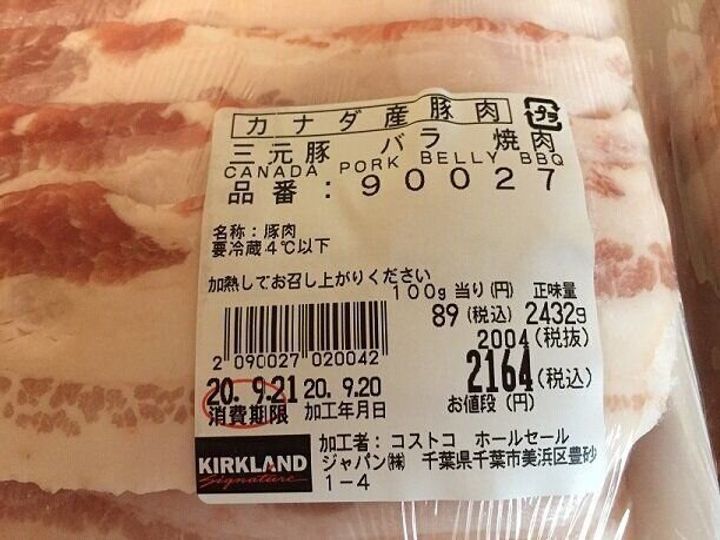 カナダ産豚肉
プラ
三元豚 バラ 焼肉
CANADA PORK BELLY BBQ
品番:90027
名称:豚肉
要冷蔵4℃以下
加熱してお召し上がりください
100g当り(円) 正味量
89(税込) 2432g
2004(税抜)
2164(税込)
お値段(円)
2 090027 020042
20. 9.21 20. 9.20
消費期限 加工年月日
KIRKLAND
Signature
加工者:コストコ ホールセール
ジャパン㈱ 千葉県千葉市美浜区豊砂
1-4